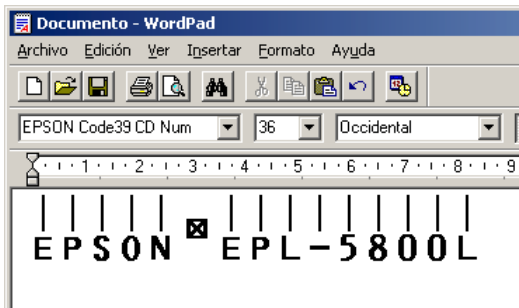 Documento - WordPad
Archivo Edición Ver Insertar Formato Ayuda
EPSON Code39 CD Num 36 Occidental
1 2 3 4 5 6 7 8 9
EPSON EPL-5800L